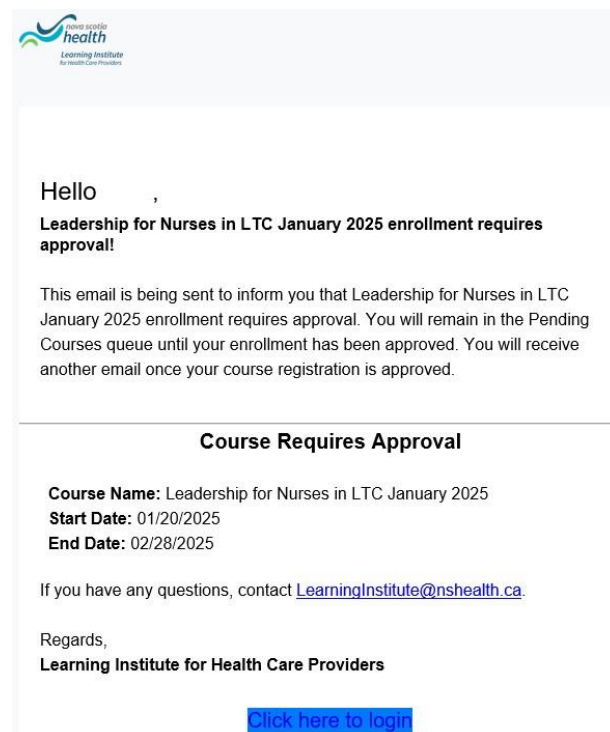 nova scotia
health
Learning Institute
for Health Care Providers
Hello ,
Leadership for Nurses in LTC January 2025 enrollment requires
approval!
This email is being sent to inform you that Leadership for Nurses in LTC
January 2025 enrollment requires approval. You will remain in the Pending
Courses queue until your enrollment has been approved. You will receive
another email once your course registration is approved.
Course Requires Approval
Course Name: Leadership for Nurses in LTC January 2025
Start Date: 01/20/2025
End Date: 02/28/2025
If you have any questions, contact LearningInstitute@nshealth.ca.
Regards,
Learning Institute for Health Care Providers
Click here to login